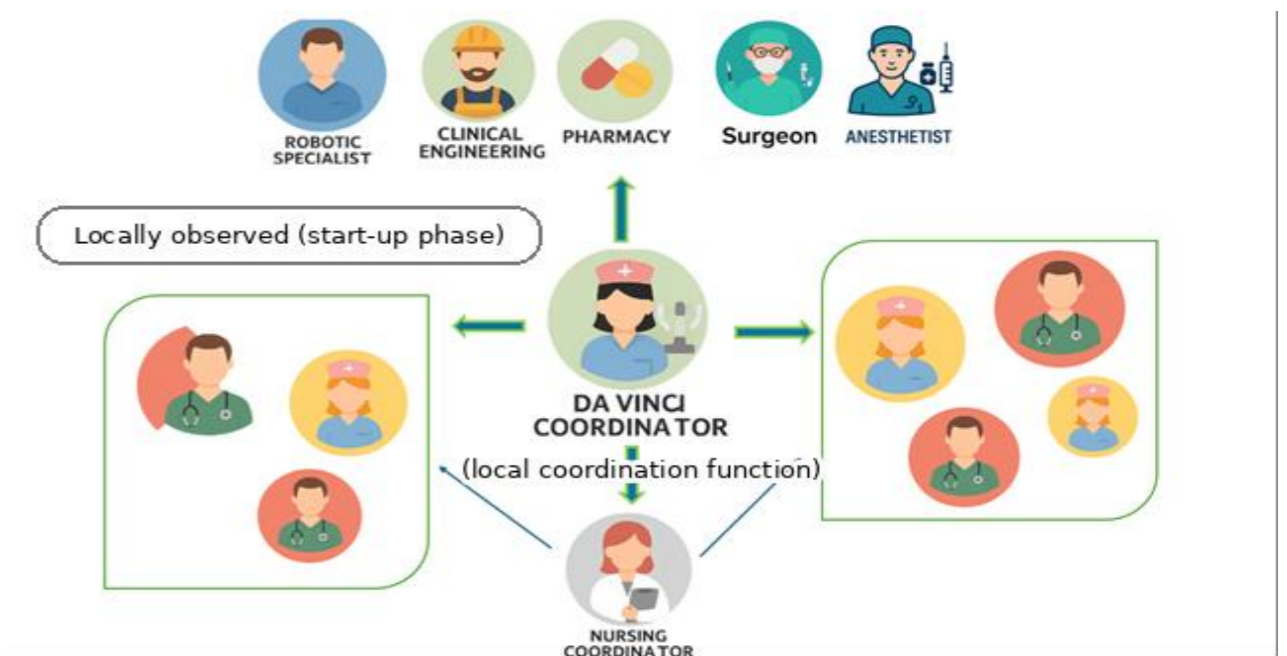 ROBOTIC
SPECIALIST
CLINICAL
ENGINEERING
PHARMACY
Surgeon
ANESTHETIST
Locally observed (start-up phase)
DA VINCI
COORDINATOR
(local coordination function)
NURSING
COORDINATOR